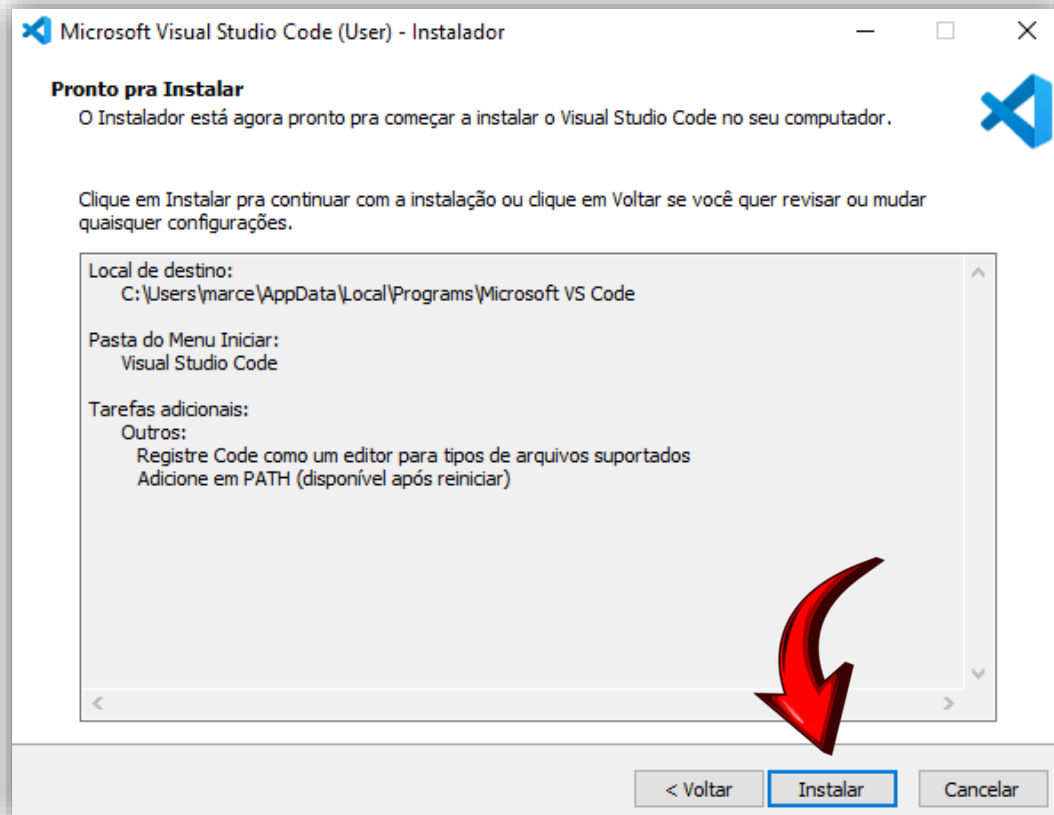 Microsoft Visual Studio Code (User) - Instalador
Pronto pra Instalar
O Instalador está agora pronto pra começar a instalar o Visual Studio Code no seu computador.
Clique em Instalar pra continuar com a instalação ou clique em Voltar se você quer revisar ou mudar
quaisquer configurações.
Local de destino:
C:\Users\marce\AppData\Local\Programs\Microsoft VS Code
Pasta do Menu Iniciar:
Visual Studio Code
Tarefas adicionais:
Outros:
Registre Code como um editor para tipos de arquivos suportados
Adicione em PATH (disponível após reiniciar)
< Voltar
Instalar
Cancelar